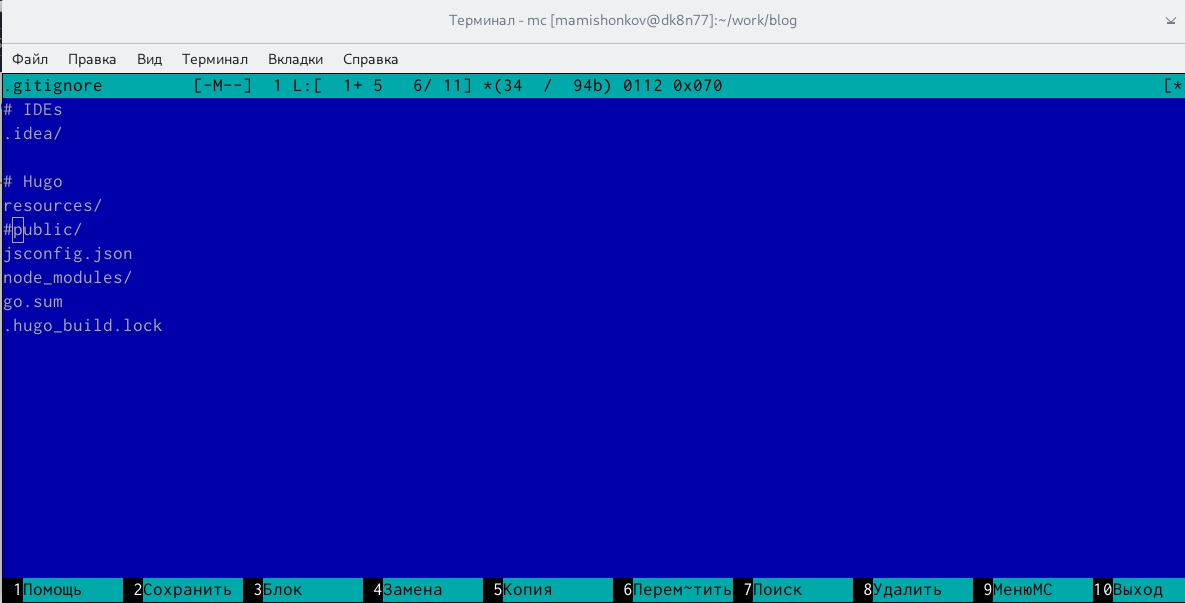 Терминал - mc [mamishonkov@dk8n77]:~/work/blog
Файл Правка Вид Терминал Вкладки Справка
.gitignore [-M--] 1 L:[ 1+ 5 6/ 11] *(34 / 94b) 0112 0x070 [*
# IDEs
.idea/

# Hugo
resources/
#public/
jsconfig.json
node_modules/
go.sum
.hugo_build.lock
1Помощь 2Сохранить 3Блок 4Замена 5Копия 6Перем~тить 7Поиск 8Удалить 9МенюMC 10Выход